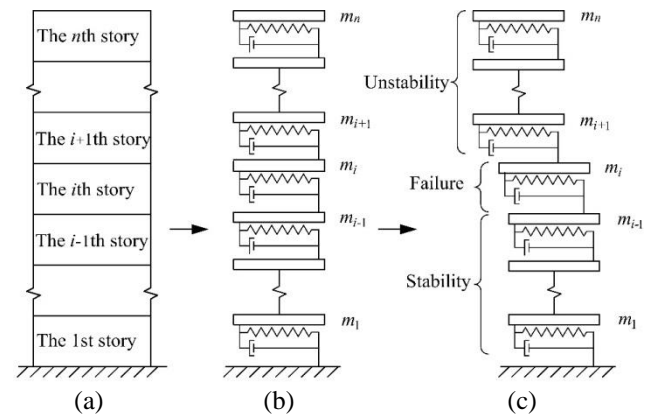 The nth story
The i+1th story
The ith story
The i-1th story
The 1st story
(a)
mn
mi+1
mi
mi-1
m1
(b)
Unstability
Failure
Stability
mn
mi+1
mi
mi-1
m1
(c)